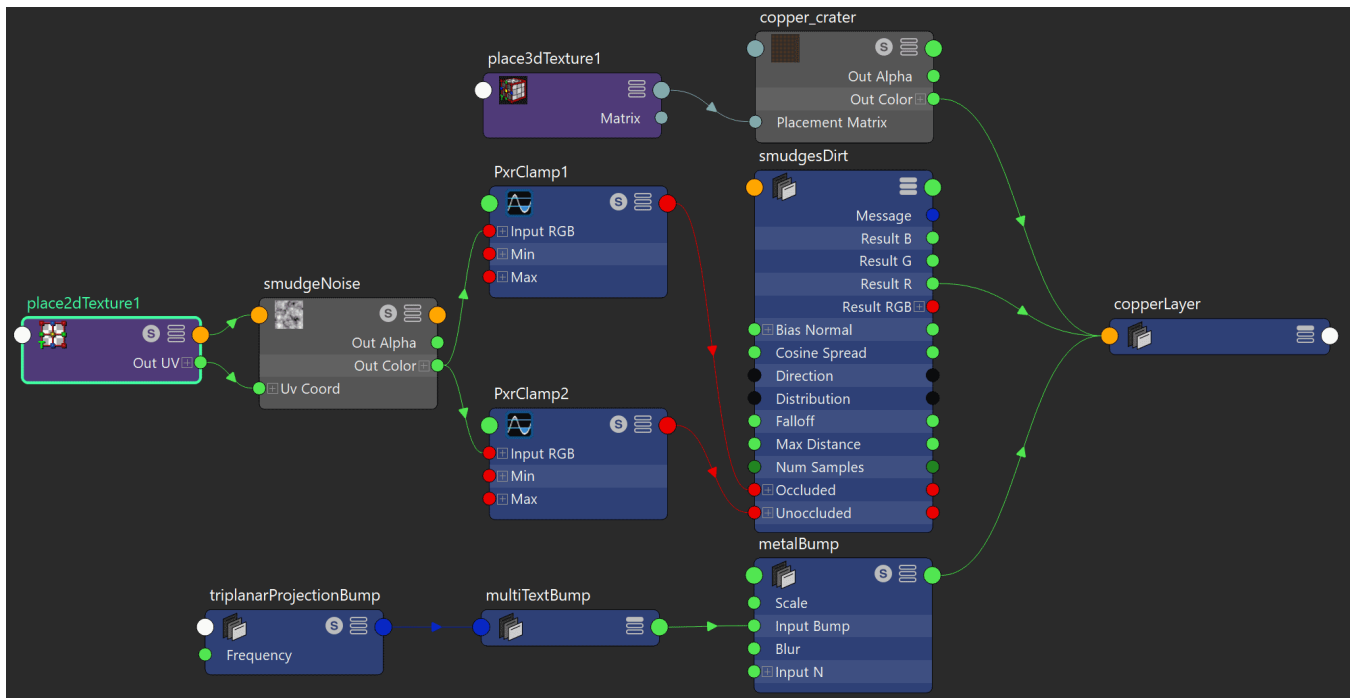 copper_crater
S
Out Alpha
Out Color
Placement Matrix
place3dTexture1
Matrix
smudgesDirt
Message
Result B
Result G
Result R
Result RGB
Bias Normal
Cosine Spread
Direction
Distribution
Falloff
Max Distance
Num Samples
Occluded
Unoccluded
PxrClamp1
S
Input RGB
Min
Max
smudgeNoise
S
Out Alpha
Out Color
Uv Coord
place2dTexture1
S
Out UV
copperLayer
PxrClamp2
S
Input RGB
Min
Max
metalBump
S
Scale
Input Bump
Blur
Input N
triplanarProjectionBump
S
Frequency
multiTextBump